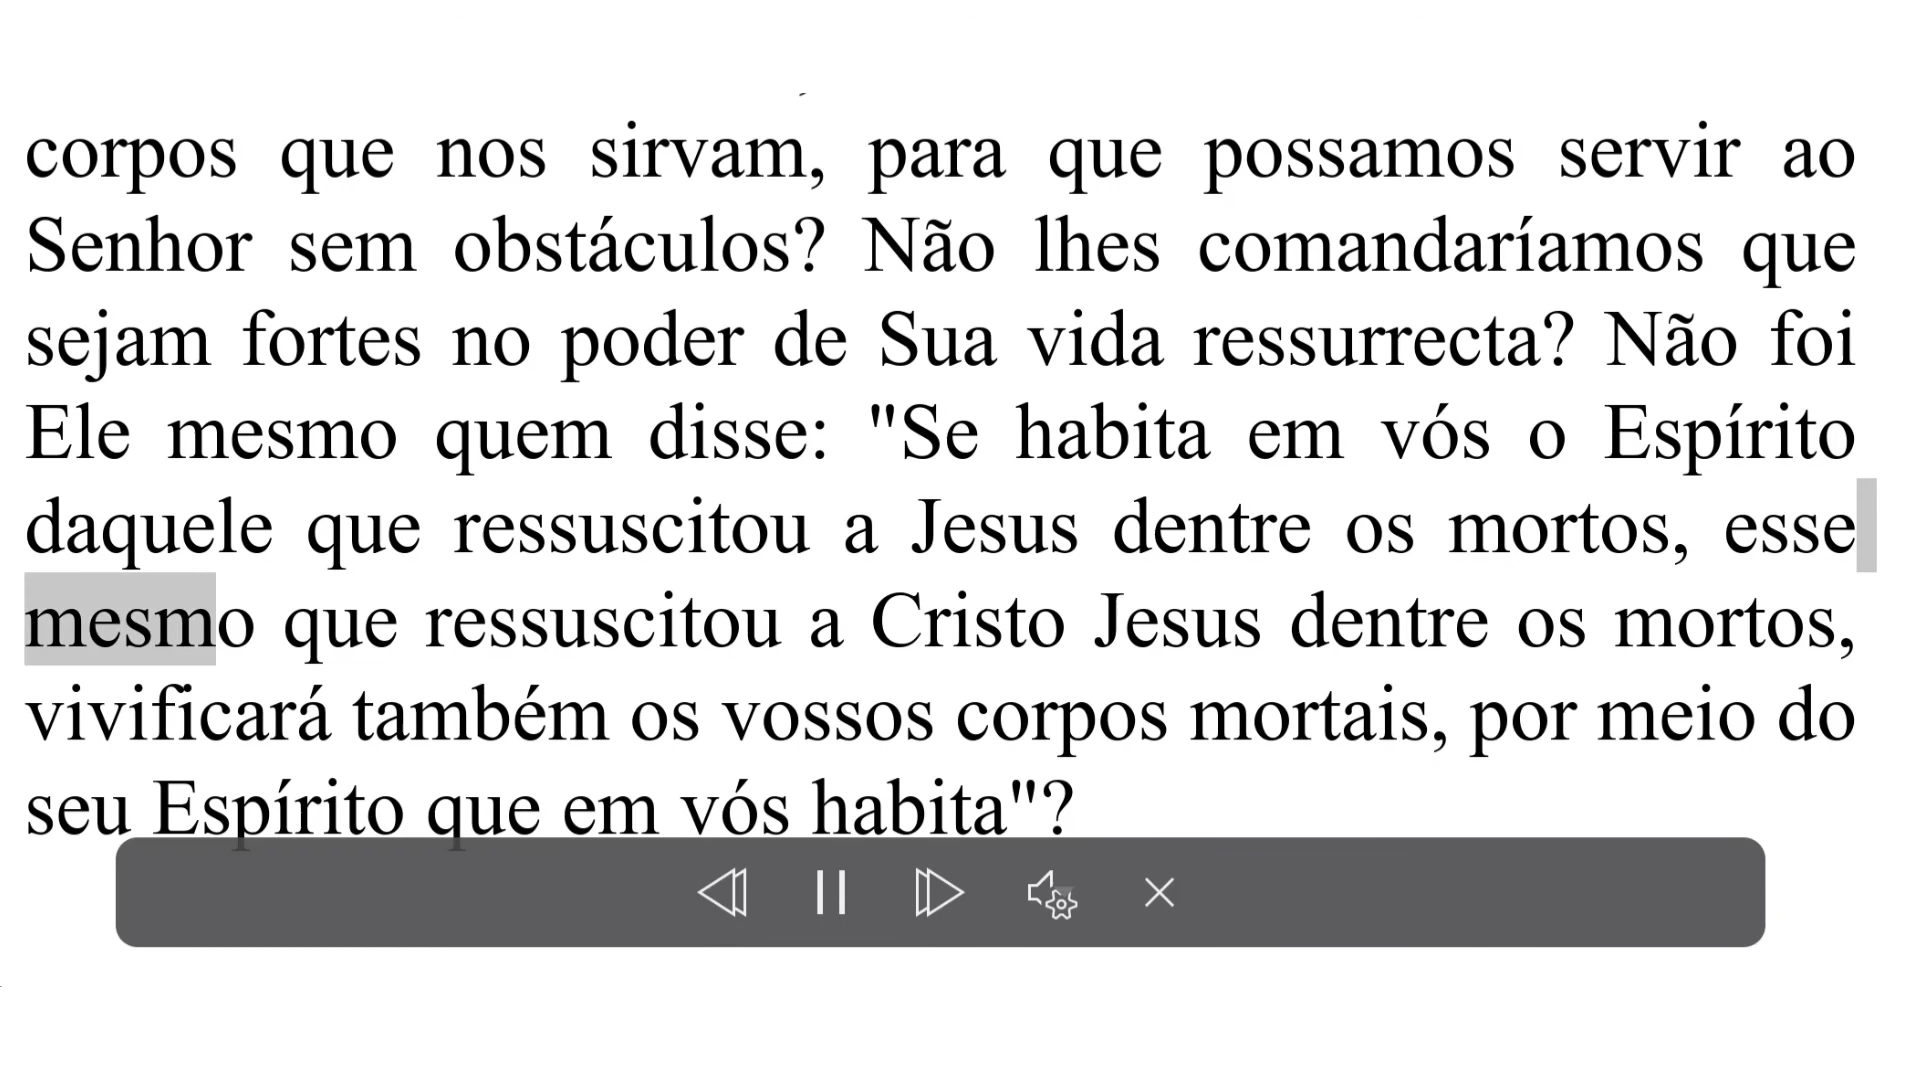 corpos que nos sirvam, para que possamos servir ao
Senhor sem obstáculos? Não lhes comandaríamos que
sejam fortes no poder de Sua vida ressurrecta? Não foi
Ele mesmo quem disse: "Se habita em vós o Espírito
daquele que ressuscitou a Jesus dentre os mortos, esse
mesmo que ressuscitou a Cristo Jesus dentre os mortos,
vivificará também os vossos corpos mortais, por meio do
seu Espírito que em vós habita"?